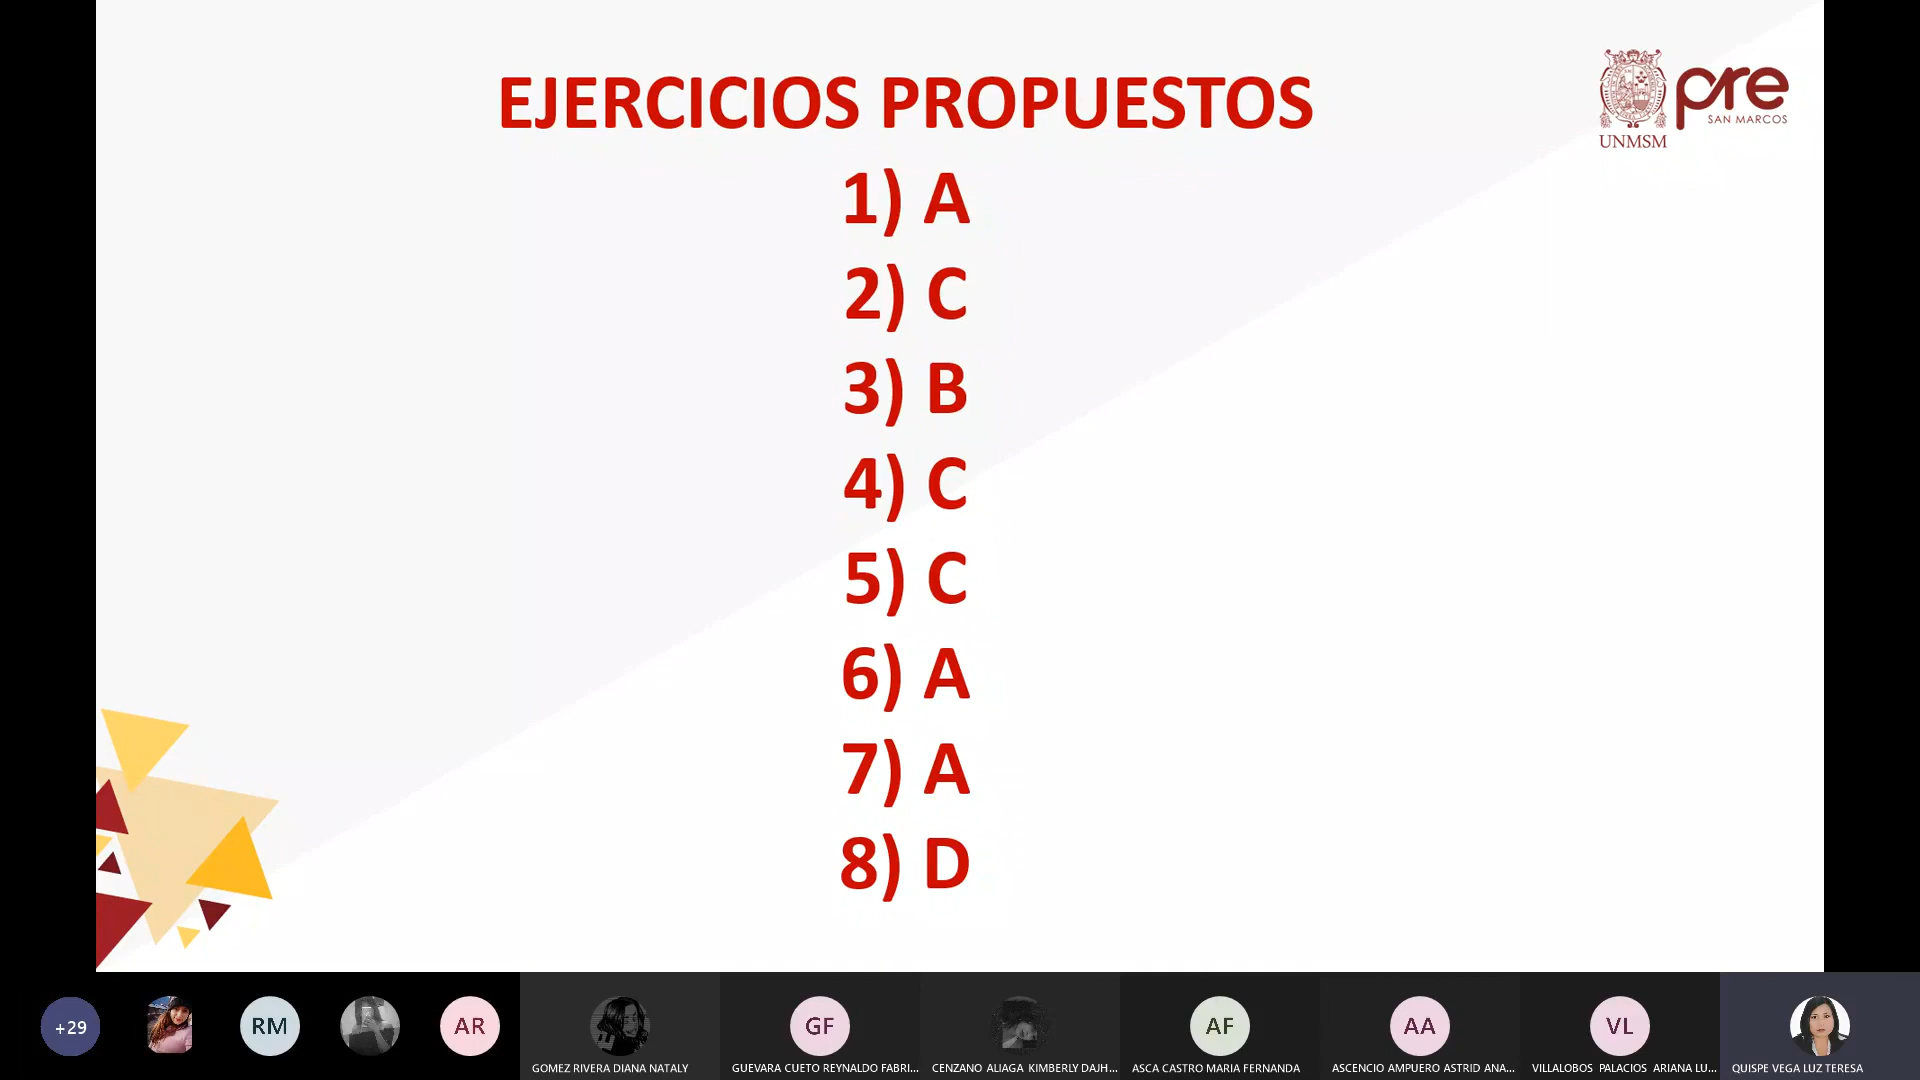 EJERCICIOS PROPUESTOS
UNMSM
pre
SAN MARCOS
1) A
2) C
3) B
4) C
5) C
6) A
7) A
8) D
+29
RM
AR
GF
AF
AA
VL
GOMEZ RIVERA DIANA NATALY
GUEVARA CUETO REYNALDO FABRI...
CENZANO ALIAGA KIMBERLY DAJH...
ASCA CASTRO MARIA FERNANDA
ASCENCIO AMPUERO ASTRID ANA...
VILLALOBOS PALACIOS ARIANA LU...
QUISPE VEGA LUZ TERESA